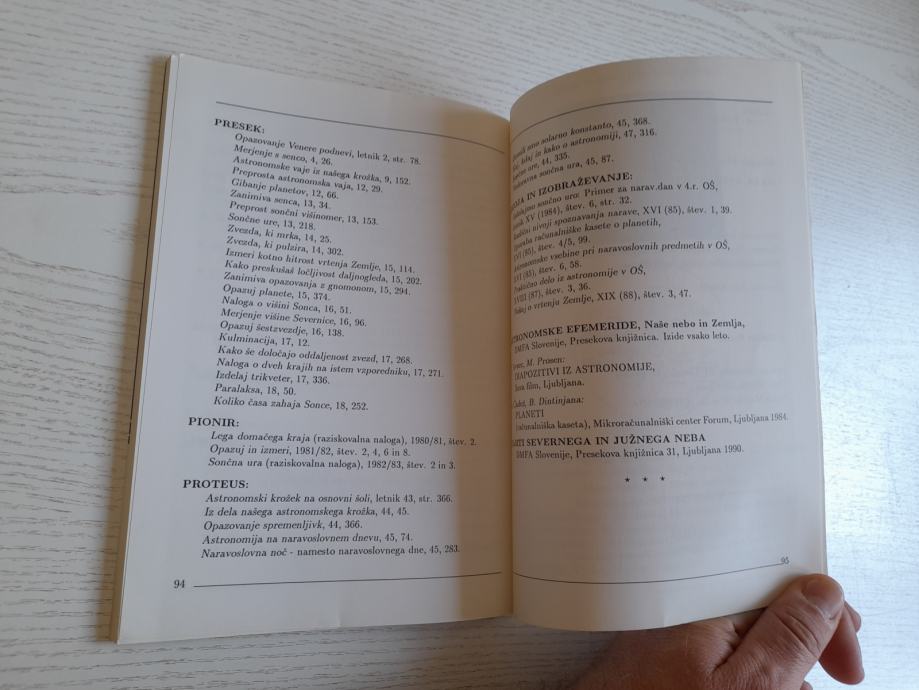 PRESEK:
Opazovanje Venere podnevi, letnik 2, str. 78.
Merjenje s senco, 4, 26.
Astronomske vaje iz našega krožka, 9, 152.
Preprosta astronomska vaja, 12, 29.
Gibanje planetov, 12, 66.
Zanimiva senca, 13, 34.
Preprost sončni višinomer, 13, 153.
Sončne ure, 13, 218.
Zvezda, ki mrka, 14, 25.
Zvezda, ki pulzira, 14, 302.
Izmeri kotno hitrost vrtenja Zemlje, 15, 114.
Kako preskušaš ločljivost daljnogleda, 15, 202.
Zanimiva opazovanja z gnomonom, 15, 294.
Opazuj planete, 15, 374.
Naloga o višini Sonca, 16, 51.
Merjenje višine Severnice, 16, 96.
Opazuj šestzvezdje, 16, 138.
Kulminacija, 17, 12.
Kako še določajo oddaljenost zvezd, 17, 268.
Naloga o dveh krajih na istem vzporedniku, 17, 271.
Izdelaj trikveter, 17, 336.
Paralaksa, 18, 50.
Koliko časa zahaja Sonce, 18, 252.
PIONIR:
Lega domačega kraja (raziskovalna naloga), 1980/81, štev. 2.
Opazuj in izmeri, 1981/82, štev. 2, 4, 6 in 8.
Sončna ura (raziskovalna naloga), 1982/83, štev. 2 in 3.
PROTEUS:
Astronomski krožek na osnovni šoli, letnik 43, str. 366.
Iz dela našega astronomskega krožka, 44, 45.
Opazovanje spremenljivk, 44, 366.
Astronomija na naravoslovnem dnevu, 45, 74.
Naravoslovna noč - namesto naravoslovnega dne, 45, 283.
94
smo solarno konstanto, 45, 368.
kdaj in kako o astronomiji, 47, 316.
ure, 44, 335.
sončna ura, 45, 87.
IN IZOBRAŽEVANJE:
sončno uro: Primer za narav.dan v 4.r. OŠ,
XV (1984), štev. 6, str. 32.
nivoji spoznavanja narave, XVI (85), štev. 1, 39.
računalniške kasete o planetih,
(85), štev. 4/5, 99.
vsebine pri naravoslovnih predmetih v OŠ,
(85), štev. 6, 58.
delo iz astronomije v OŠ,
(87), štev. 3, 36.
o vrtenju Zemlje, XIX (88), štev. 3, 47.
EFEMERIDE, Naše nebo in Zemlja,
Slovenije, Presekova knjižnica. Izide vsako leto.
M. Prosen:
IZ ASTRONOMIJE,
film, Ljubljana.
B. Dintinjana:
PLANETI
kaseta), Mikroračunalniški center Forum, Ljubljana 1984.
SEVERNEGA IN JUŽNEGA NEBA
Slovenije, Presekova knjižnica 31, Ljubljana 1990.
* * *
95